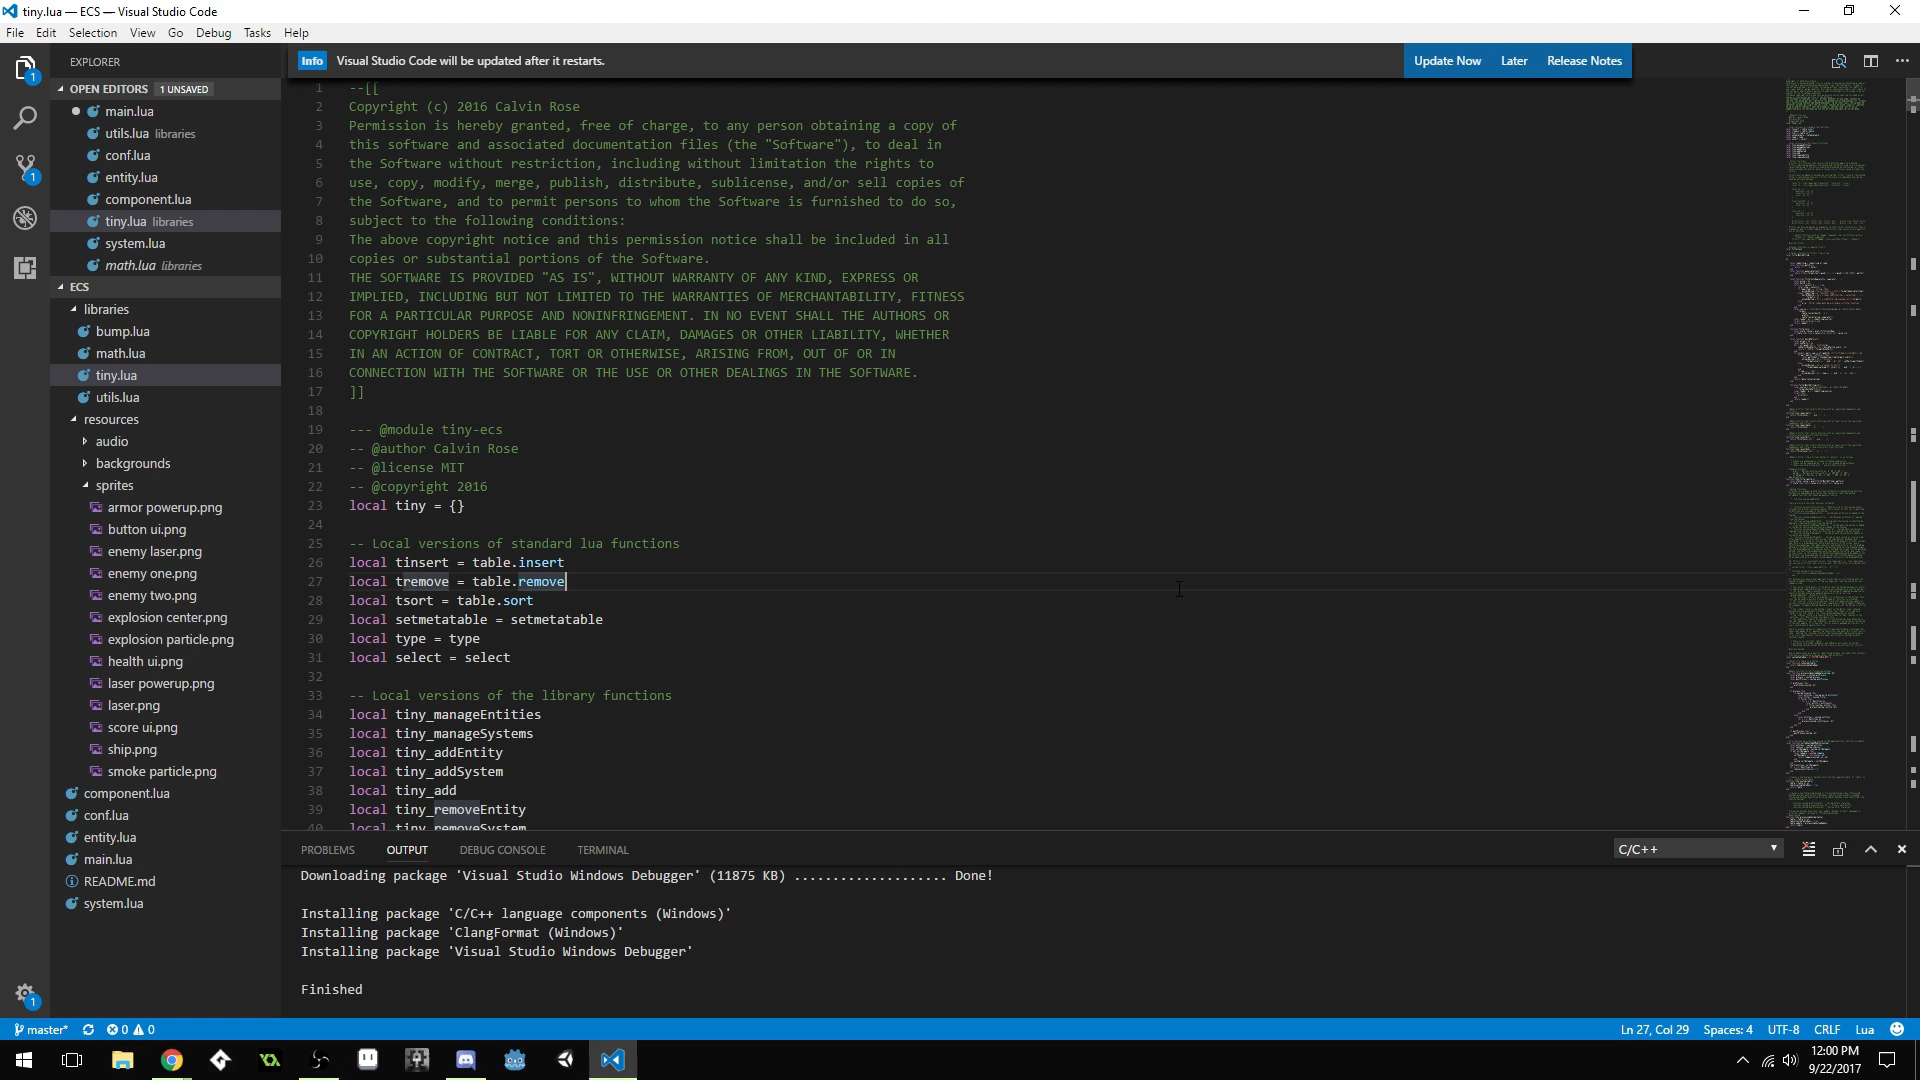 tiny.lua — ECS — Visual Studio Code
File Edit Selection View Go Debug Tasks Help
EXPLORER
OPEN EDITORS 1 UNSAVED
main.lua
utils.lua libraries
conf.lua
entity.lua
component.lua
tiny.lua libraries
system.lua
math.lua libraries
ECS
libraries
bump.lua
math.lua
tiny.lua
utils.lua
resources
audio
backgrounds
sprites
armor powerup.png
button ui.png
enemy laser.png
enemy one.png
enemy two.png
explosion center.png
explosion particle.png
health ui.png
laser powerup.png
laser.png
score ui.png
ship.png
smoke particle.png
component.lua
conf.lua
entity.lua
main.lua
README.md
system.lua
1
1
1
Info Visual Studio Code will be updated after it restarts. Update Now Later Release Notes
1 --[[
2 Copyright (c) 2016 Calvin Rose
3 Permission is hereby granted, free of charge, to any person obtaining a copy of
4 this software and associated documentation files (the "Software"), to deal in
5 the Software without restriction, including without limitation the rights to
6 use, copy, modify, merge, publish, distribute, sublicense, and/or sell copies of
7 the Software, and to permit persons to whom the Software is furnished to do so,
8 subject to the following conditions:
9 The above copyright notice and this permission notice shall be included in all
10 copies or substantial portions of the Software.
11 THE SOFTWARE IS PROVIDED "AS IS", WITHOUT WARRANTY OF ANY KIND, EXPRESS OR
12 IMPLIED, INCLUDING BUT NOT LIMITED TO THE WARRANTIES OF MERCHANTABILITY, FITNESS
13 FOR A PARTICULAR PURPOSE AND NONINFRINGEMENT. IN NO EVENT SHALL THE AUTHORS OR
14 COPYRIGHT HOLDERS BE LIABLE FOR ANY CLAIM, DAMAGES OR OTHER LIABILITY, WHETHER
15 IN AN ACTION OF CONTRACT, TORT OR OTHERWISE, ARISING FROM, OUT OF OR IN
16 CONNECTION WITH THE SOFTWARE OR THE USE OR OTHER DEALINGS IN THE SOFTWARE.
17 ]]
18
19 --- @module tiny-ecs
20 -- @author Calvin Rose
21 -- @license MIT
22 -- @copyright 2016
23 local tiny = {}
24
25 -- Local versions of standard lua functions
26 local tinsert = table.insert
27 local tremove = table.remove
28 local tsort = table.sort
29 local setmetatable = setmetatable
30 local type = type
31 local select = select
32
33 -- Local versions of the library functions
34 local tiny_manageEntities
35 local tiny_manageSystems
36 local tiny_addEntity
37 local tiny_addSystem
38 local tiny_add
39 local tiny_removeEntity
40 local tiny_removeSystem
PROBLEMS OUTPUT DEBUG CONSOLE TERMINAL C/C++
Downloading package 'Visual Studio Windows Debugger' (11875 KB) .................... Done!
Installing package 'C/C++ language components (Windows)'
Installing package 'ClangFormat (Windows)'
Installing package 'Visual Studio Windows Debugger'
Finished
master* 0 0 Ln 27, Col 29 Spaces: 4 UTF-8 CRLF Lua
12:00 PM
9/22/2017